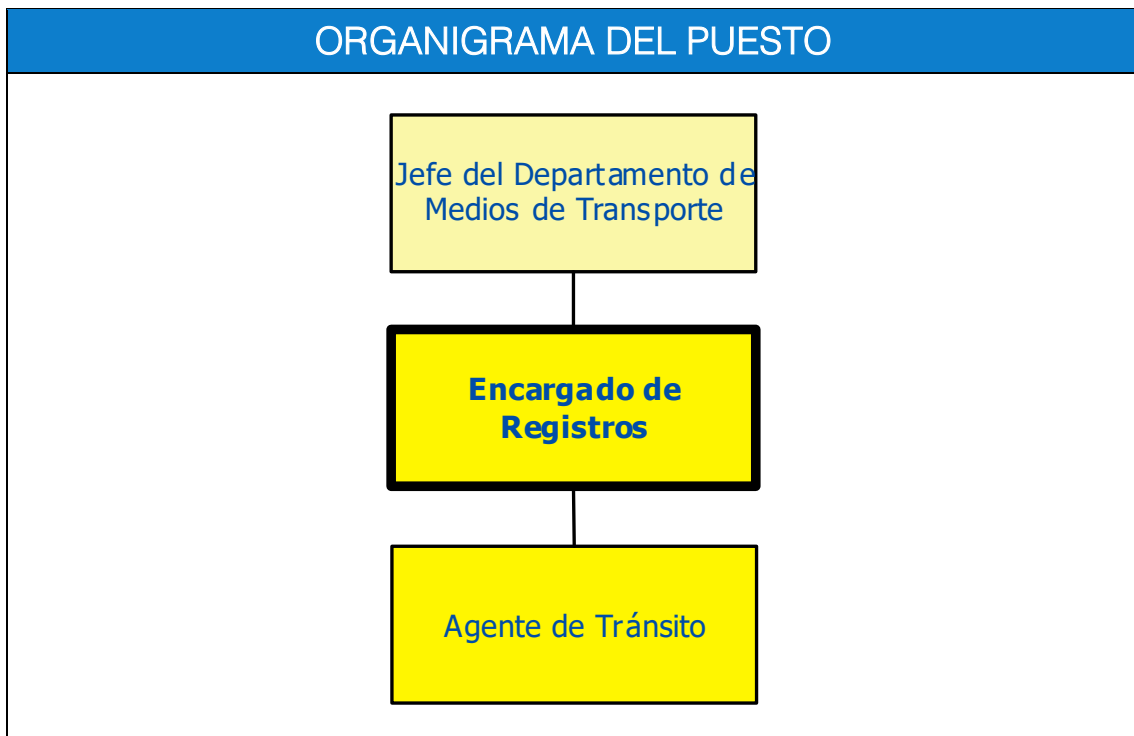 ORGANIGRAMA DEL PUESTO
Jefe del Departamento de
Medios de Transporte
Encargado de
Registros
Agente de Tránsito